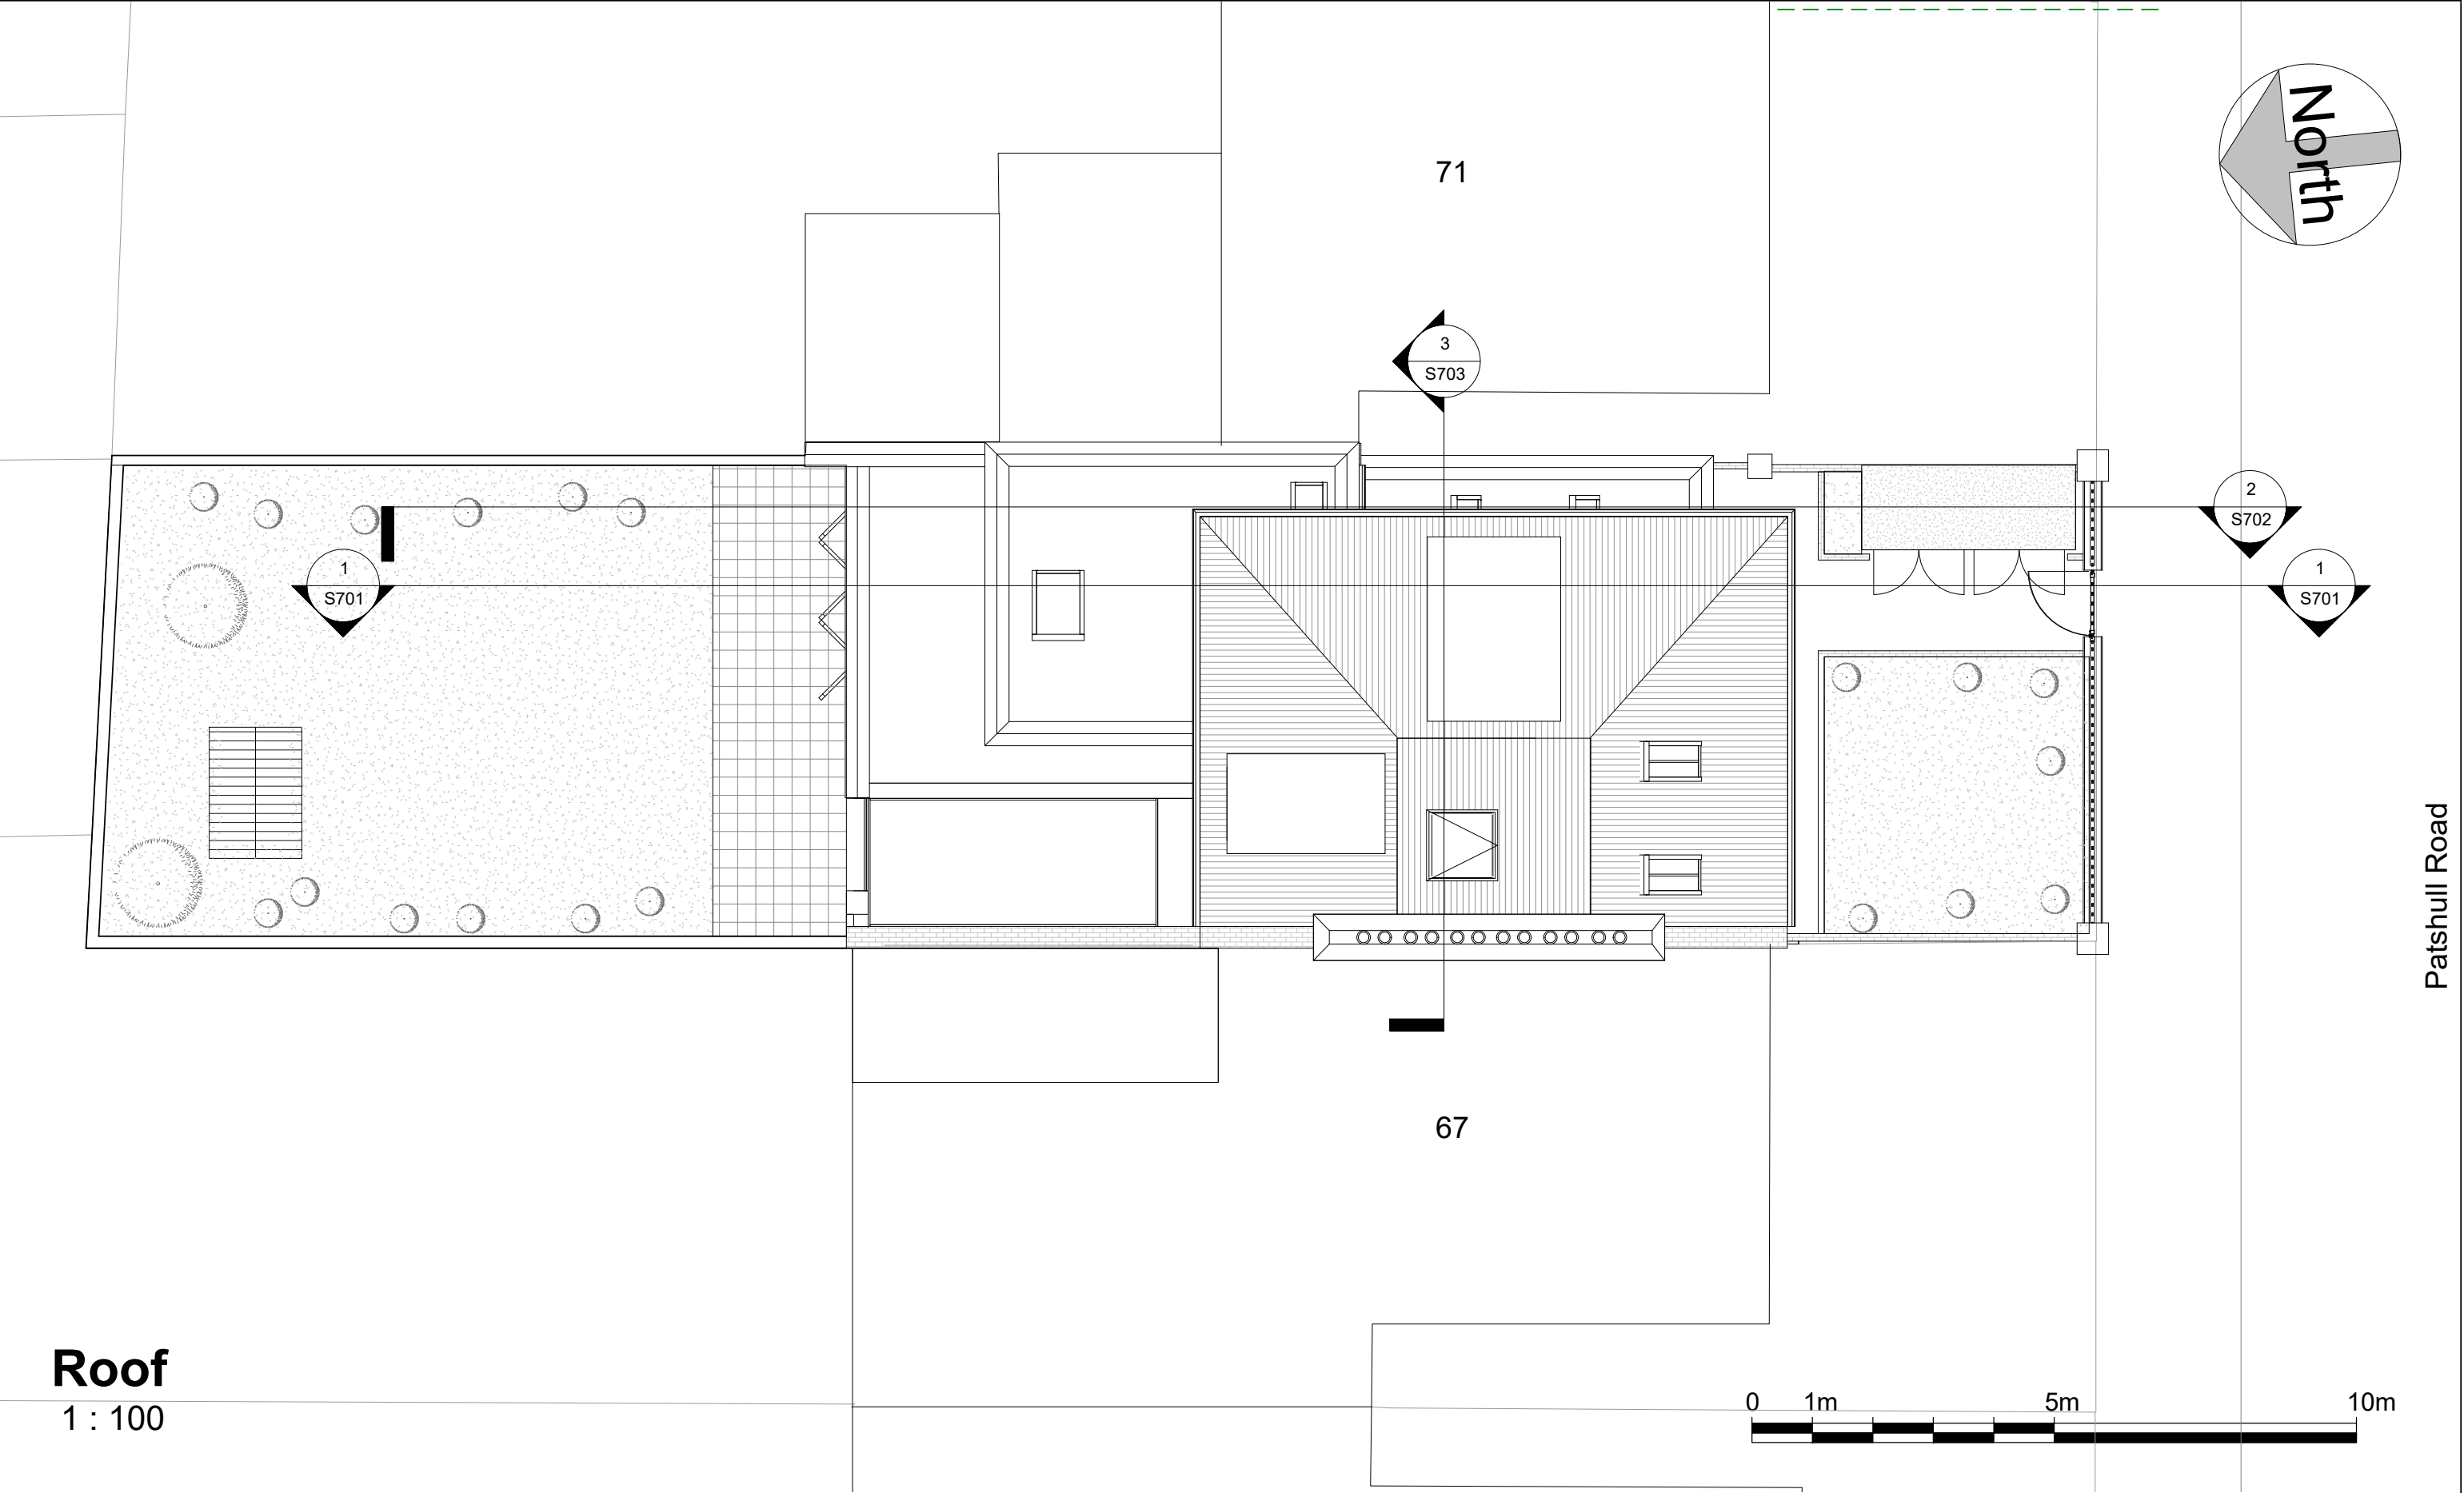 North
71
3
S703
2
S702
1
S701
1
S701
Patshull Road
67
Roof
1 : 100
0 1m 5m 10m